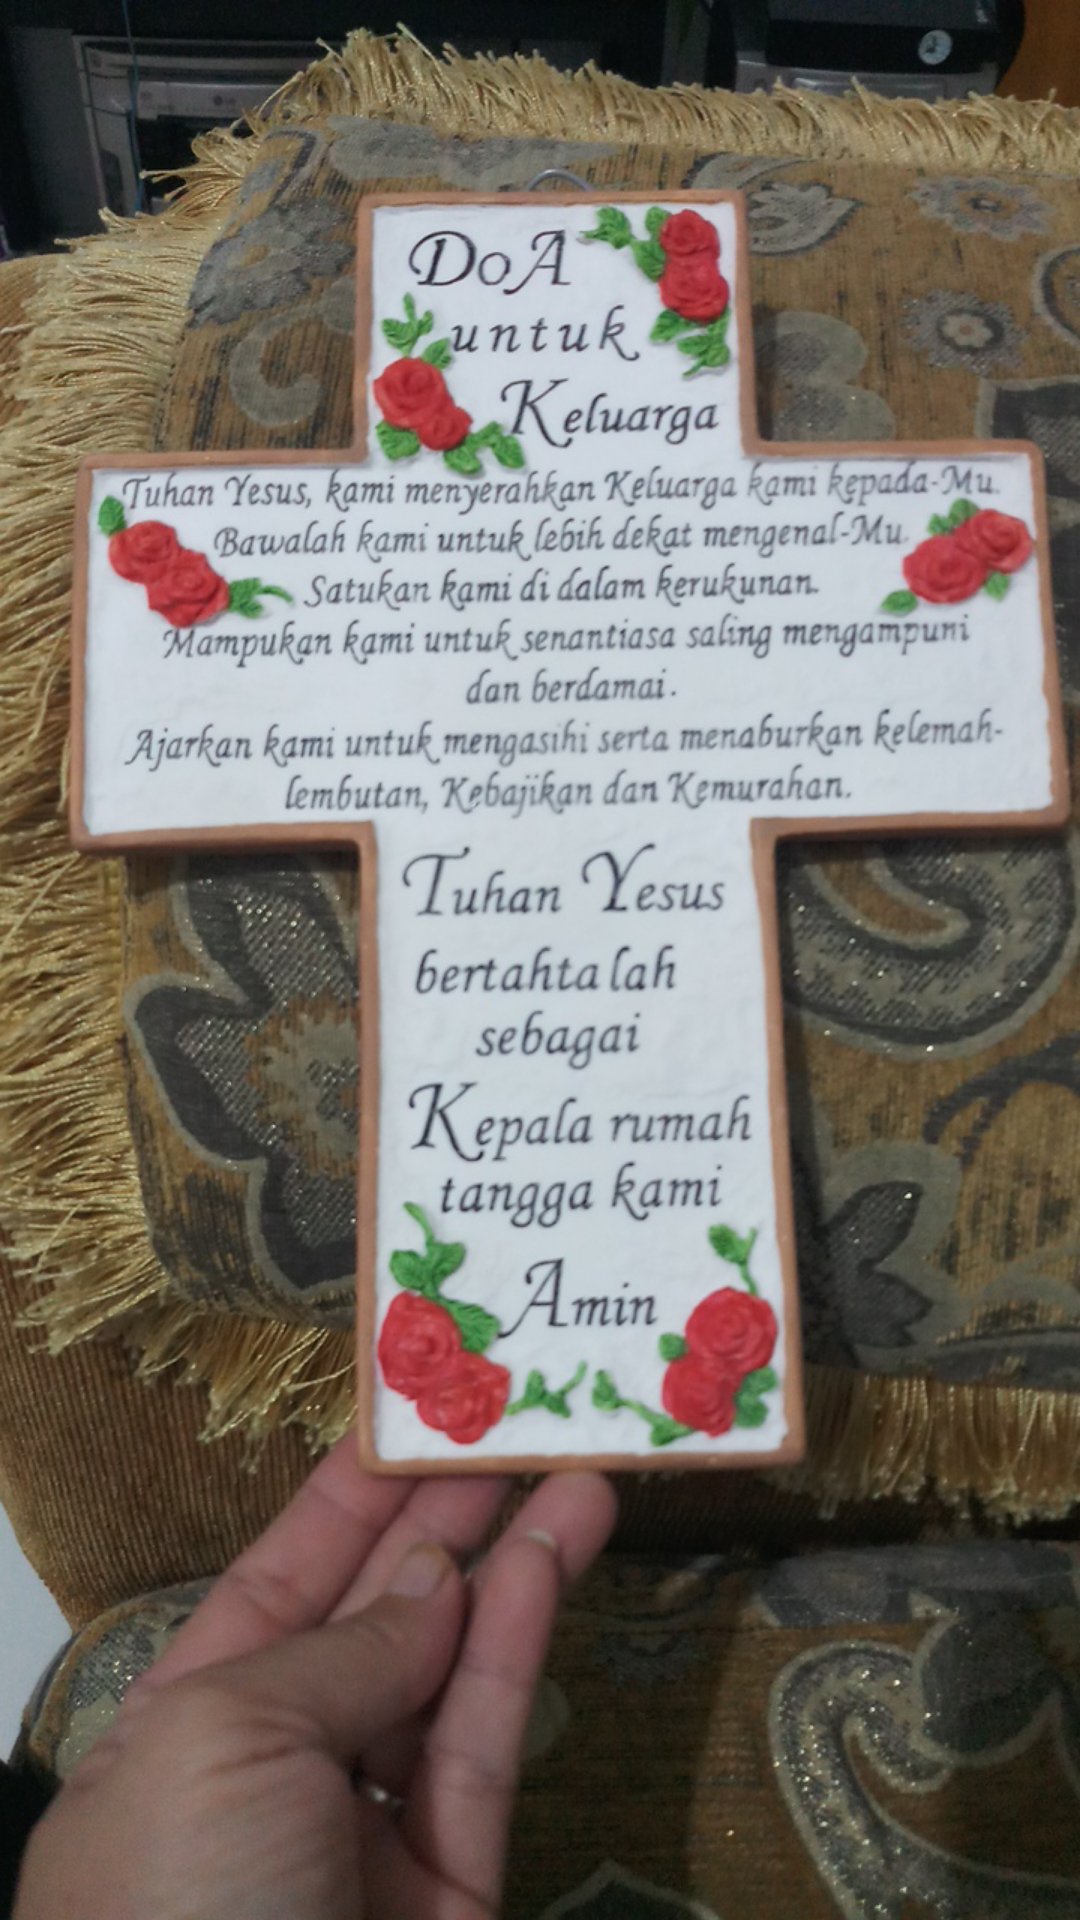 DoA
untuk
Keluarga
Tuhan Yesus, kami menyerahkan Keluarga kami kepada-Mu.
Bawalah kami untuk lebih dekat mengenal-Mu.
Satukan kami di dalam kerukunan.
Mampukan kami untuk senantiasa saling mengampuni
dan berdamai.
Ajarkan kami untuk mengasihi serta menaburkan kelemah-
lembutan, Kebajikan dan Kemurahan.
Tuhan Yesus
bertahtalah
sebagai
Kepala rumah
tangga kami
Amin